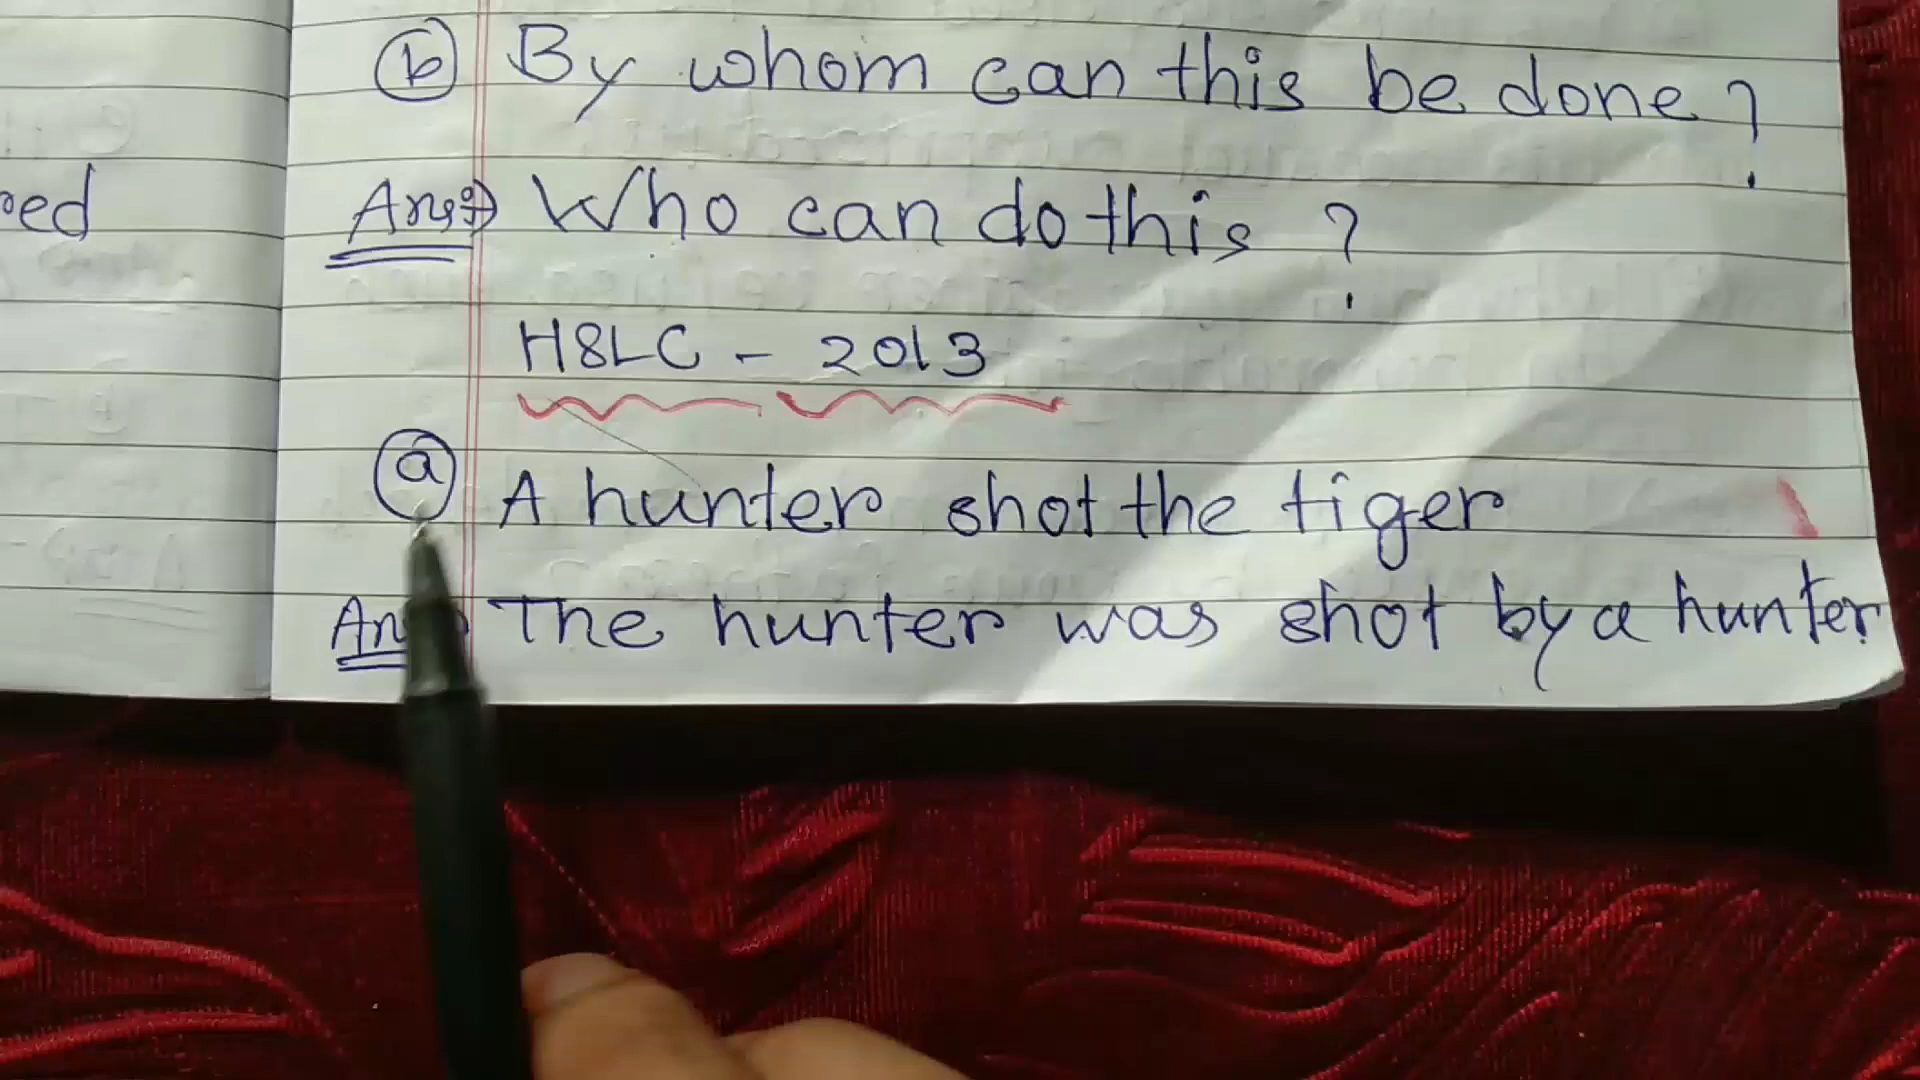 ⓑ By whom can this be done?
Ans:) Who can do this ?
HSLC - 2013
ⓐ A hunter shot the tiger
Ans The hunter was shot by a hunter